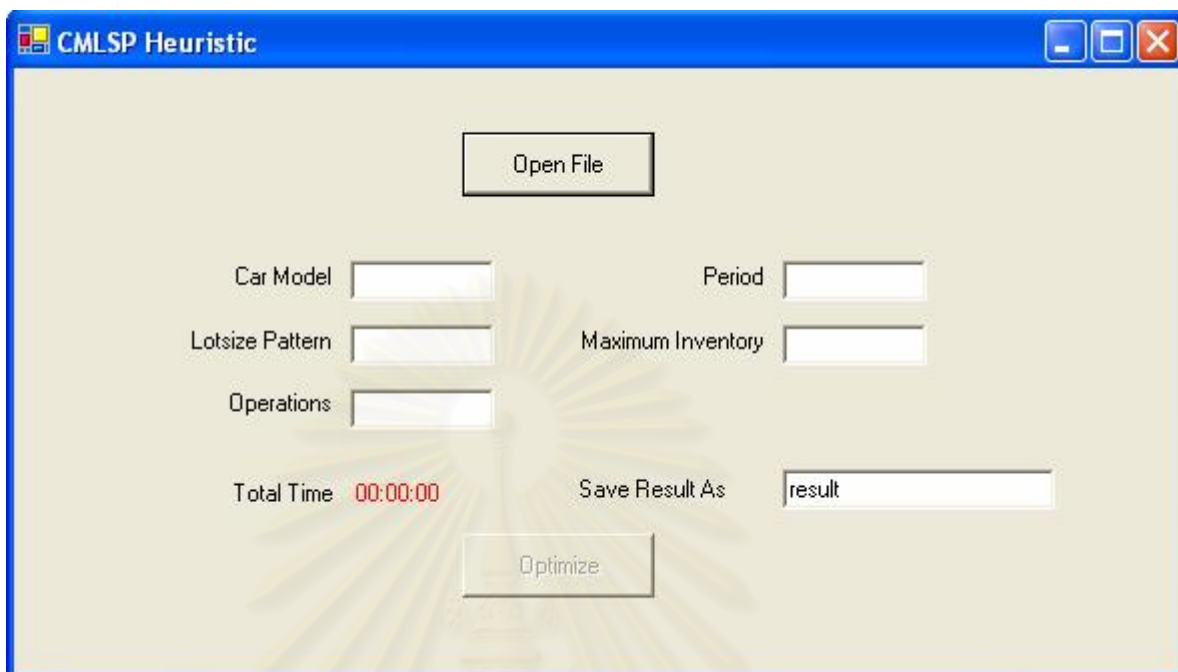 CMLSP Heuristic
Open File
Car Model
Period
Lotsize Pattern
Maximum Inventory
Operations
Total Time 00:00:00
Save Result As result
Optimize